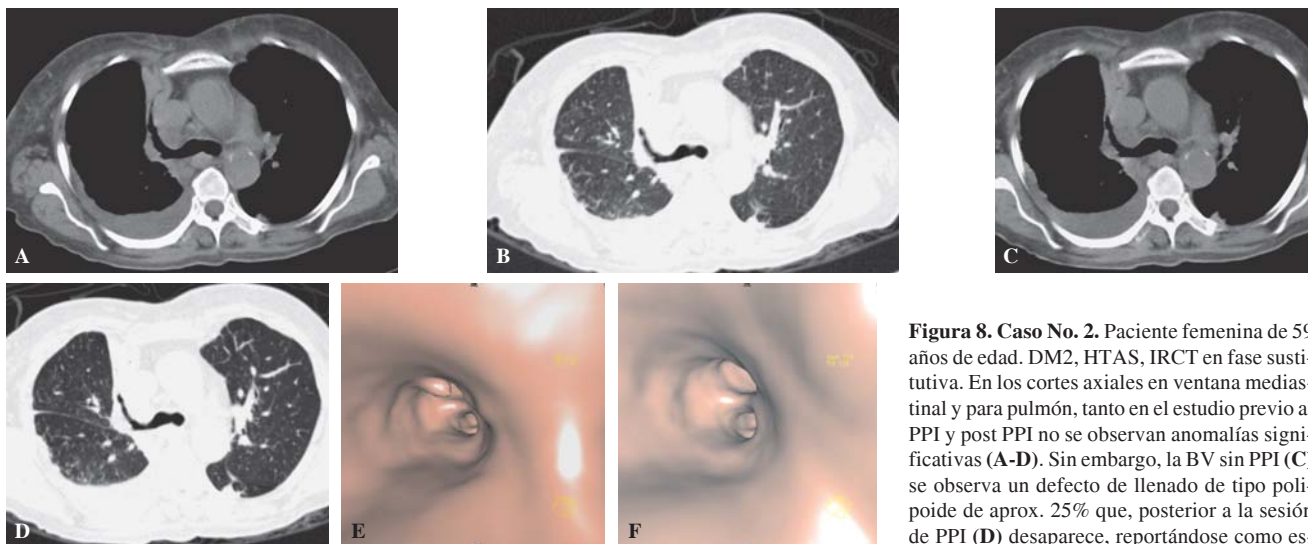 A
B
C
D
E
F
Figura 8. Caso No. 2. Paciente femenina de 59
años de edad. DM2, HTAS, IRCT en fase susti-
tutiva. En los cortes axiales en ventana medias-
tinal y para pulmón, tanto en el estudio previo a
PPI y post PPI no se observan anomalías signi-
ficativas (A-D). Sin embargo, la BV sin PPI (C)
se observa un defecto de llenado de tipo poli-
poide de aprox. 25% que, posterior a la sesión
de PPI (D) desaparece, reportándose como es-